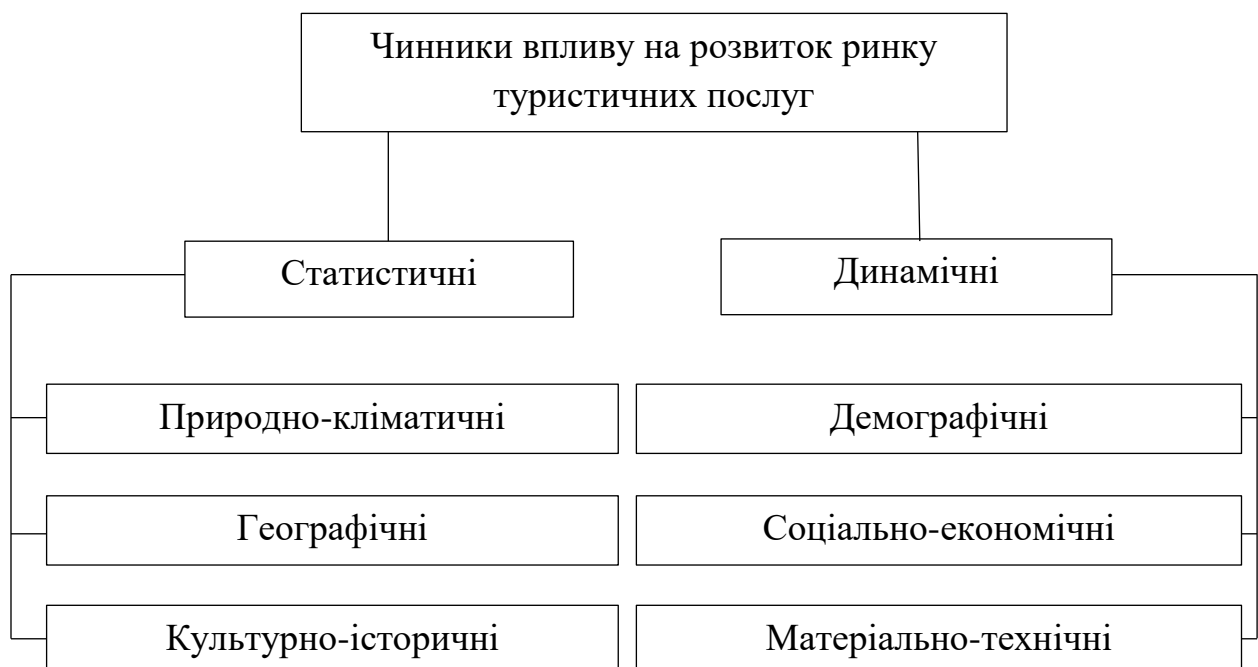 Чинники впливу на розвиток ринку
туристичних послуг
Статистичні
Динамічні
Природно-кліматичні
Демографічні
Географічні
Соціально-економічні
Культурно-історичні
Матеріально-технічні